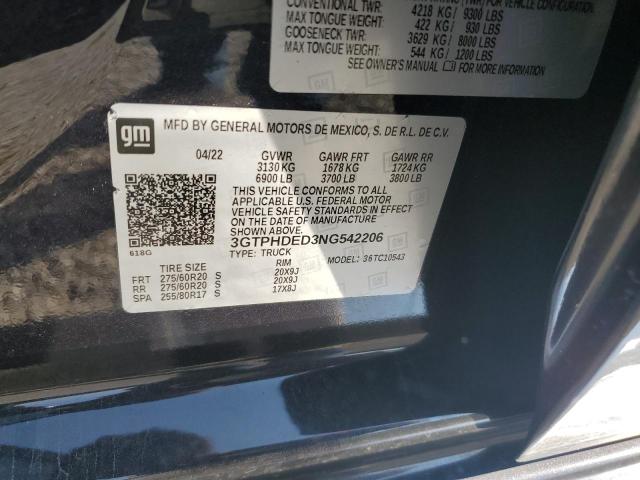 (TWR) FOR VEHICLE CONFIGURATION.
CONVENTIONAL TWR: 4218 KG / 9300 LBS
MAX TONGUE WEIGHT: 422 KG / 930 LBS
GOOSENECK TWR: 3629 KG / 8000 LBS
MAX TONGUE WEIGHT: 544 KG / 1200 LBS
SEE OWNER'S MANUAL FOR MORE INFORMATION.
gm
MFD BY GENERAL MOTORS DE MEXICO, S. DE R.L. DE C.V.
04/22 GVWR GAWR FRT GAWR RR
3130 KG 1678 KG 1724 KG
6900 LB 3700 LB 3800 LB
THIS VEHICLE CONFORMS TO ALL
APPLICABLE U.S. FEDERAL MOTOR
VEHICLE SAFETY STANDARDS IN EFFECT
ON THE DATE OF MANUFACTURE
SHOWN ABOVE.
3GTPHDED3NG542206
618G TYPE: TRUCK 36TC10543
TIRE SIZE RIM
FRT 275/60R20 S 20X9J
RR 275/60R20 S 20X9J
SPA 255/80R17 S 17X8J